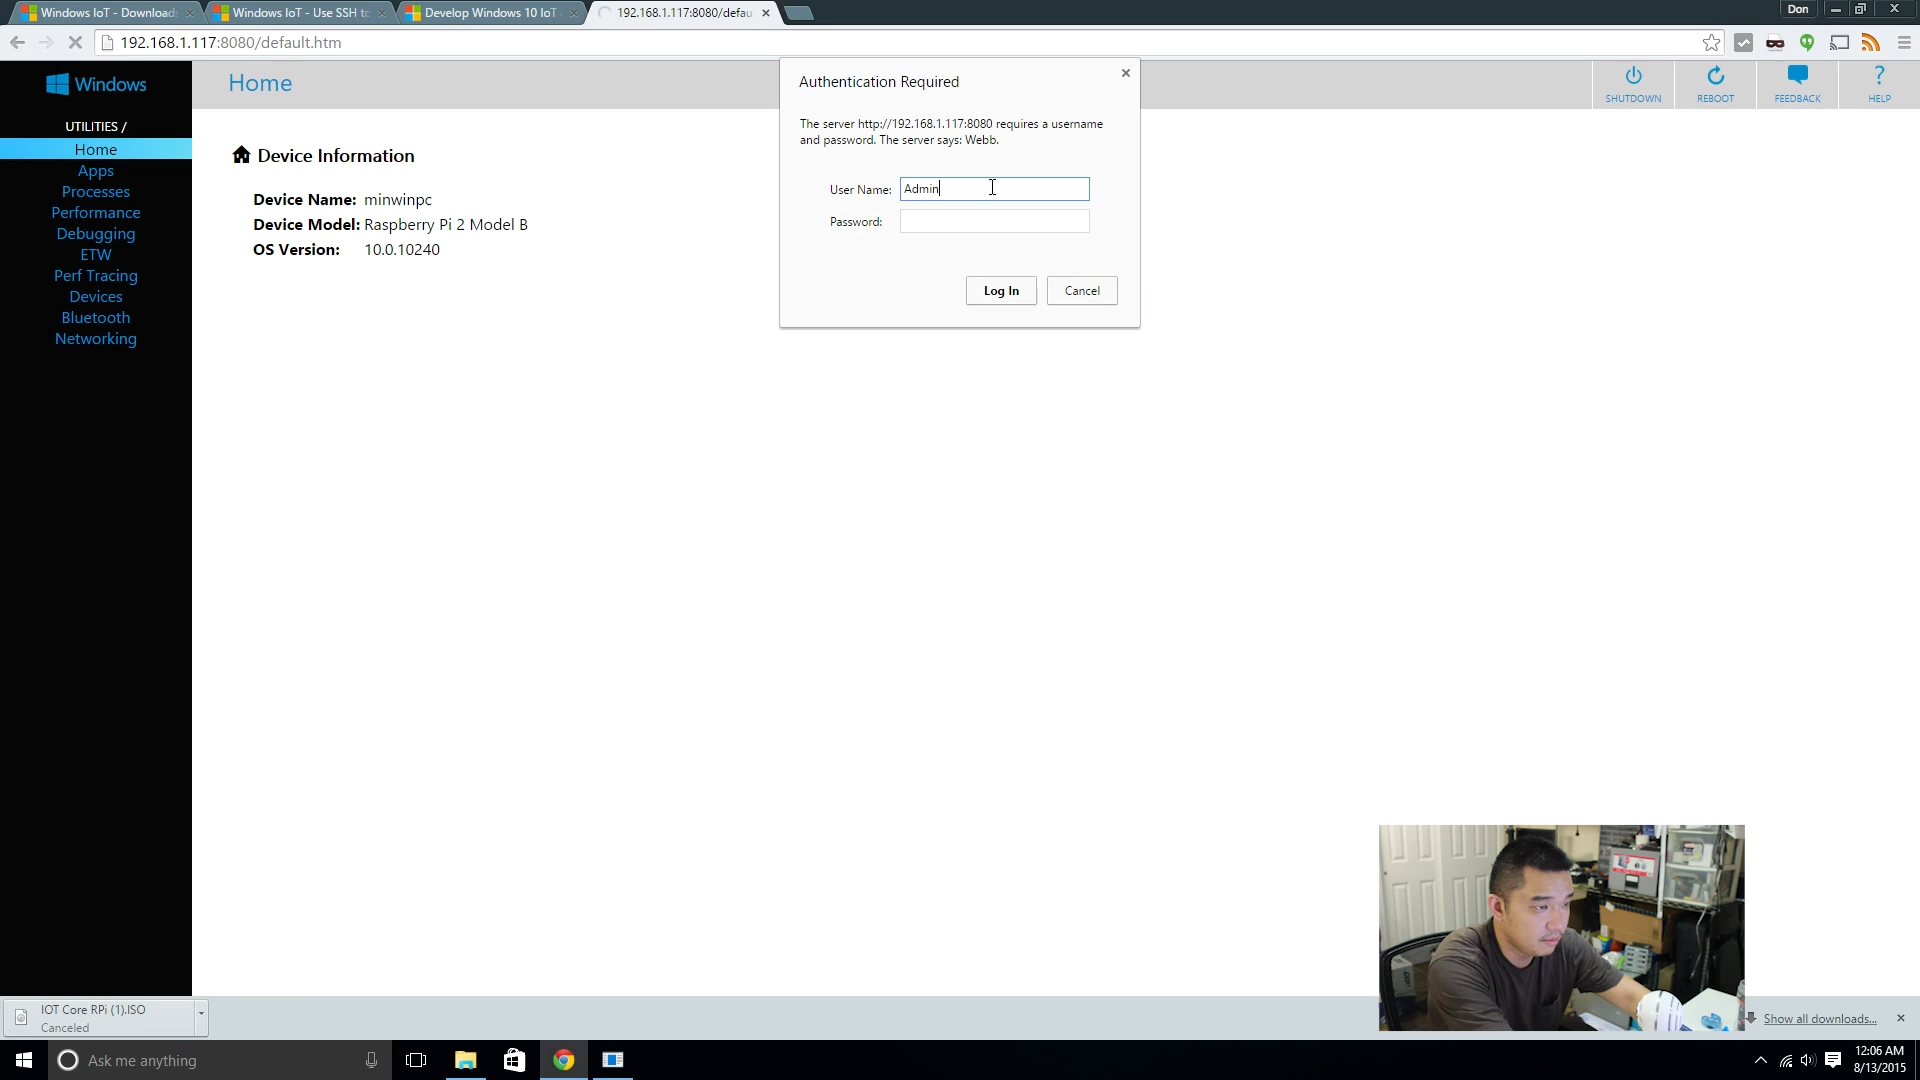 Windows IoT - Download
Windows IoT - Use SSH to
Develop Windows 10 IoT
192.168.1.117:8080/defau
Don
192.168.1.117:8080/default.htm
Windows
Home
SHUTDOWN
REBOOT
FEEDBACK
HELP
UTILITIES /
Home
Apps
Processes
Performance
Debugging
ETW
Perf Tracing
Devices
Bluetooth
Networking
Device Information
Device Name: minwinpc
Device Model: Raspberry Pi 2 Model B
OS Version: 10.0.10240
Authentication Required
The server http://192.168.1.117:8080 requires a username
and password. The server says: Webb.
User Name: Admin
Password:
Log In
Cancel
IOT Core RPi (1).ISO
Canceled
Show all downloads...
Ask me anything
12:06 AM
8/13/2015